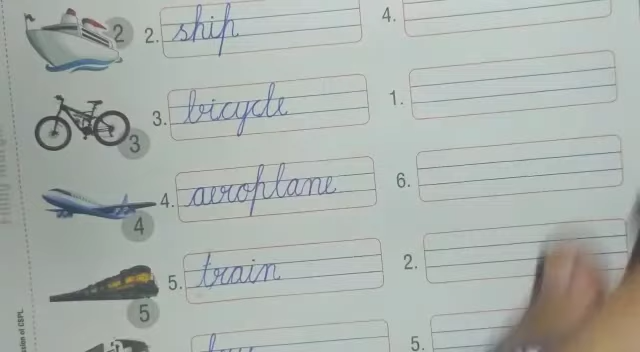 2 2. ship 4.
3 3. bicycle 1.
4 4. aeroplane 6.
5 5. train 2.
5.